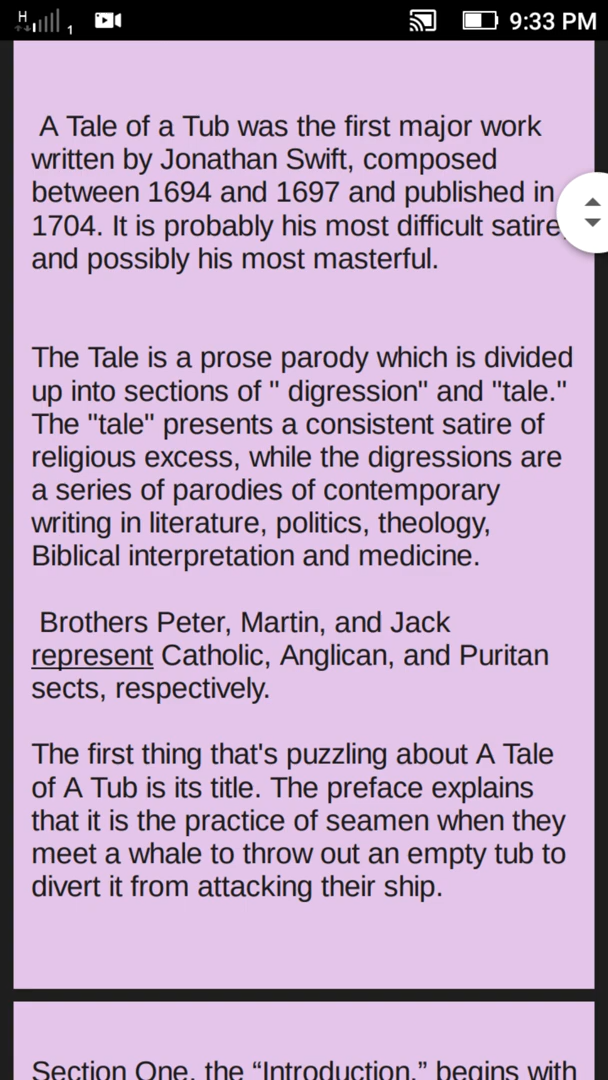 H
1
9:33 PM
A Tale of a Tub was the first major work
written by Jonathan Swift, composed
between 1694 and 1697 and published in
1704. It is probably his most difficult satire,
and possibly his most masterful.
The Tale is a prose parody which is divided
up into sections of " digression" and "tale."
The "tale" presents a consistent satire of
religious excess, while the digressions are
a series of parodies of contemporary
writing in literature, politics, theology,
Biblical interpretation and medicine.
Brothers Peter, Martin, and Jack
represent Catholic, Anglican, and Puritan
sects, respectively.
The first thing that's puzzling about A Tale
of A Tub is its title. The preface explains
that it is the practice of seamen when they
meet a whale to throw out an empty tub to
divert it from attacking their ship.
Section One, the “Introduction,” begins with